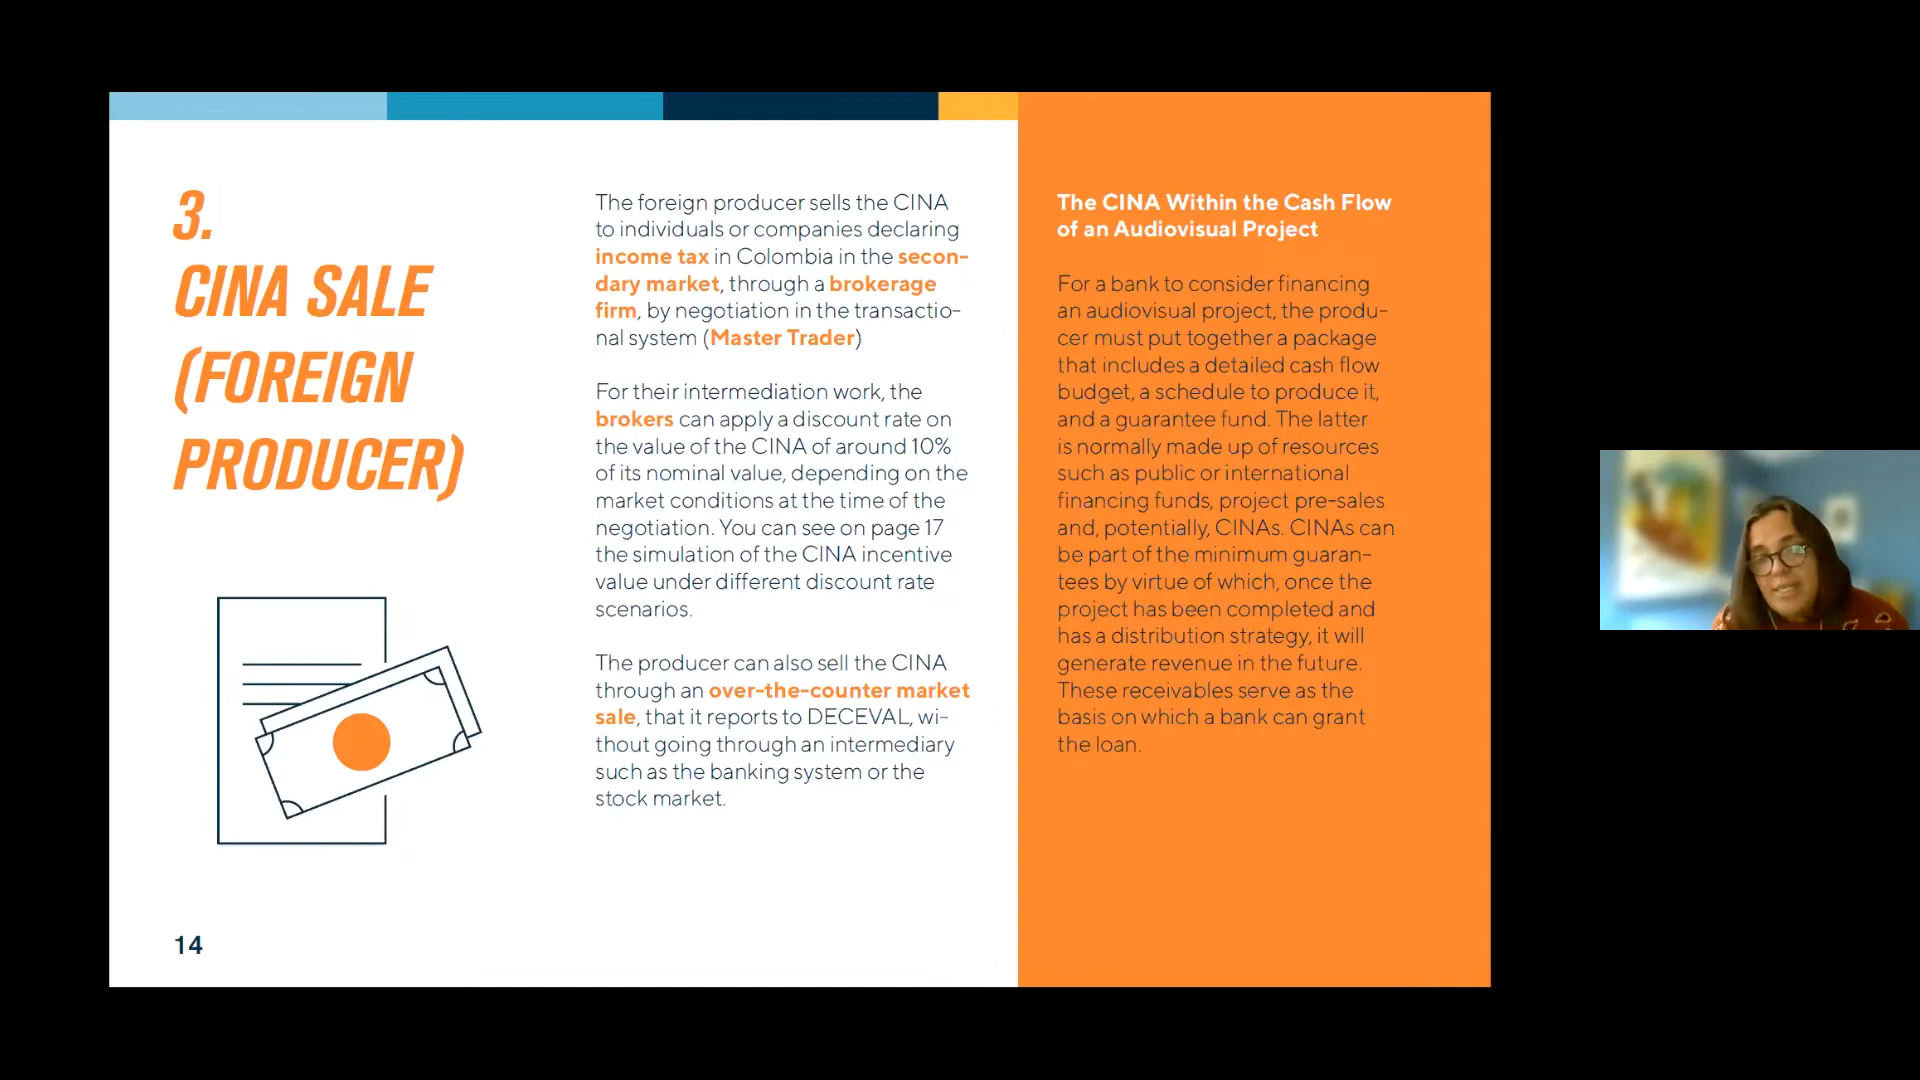 3.
CINA SALE
(FOREIGN
PRODUCER)
The foreign producer sells the CINA
to individuals or companies declaring
income tax in Colombia in the secon-
dary market, through a brokerage
firm, by negotiation in the transactio-
nal system (Master Trader)
For their intermediation work, the
brokers can apply a discount rate on
the value of the CINA of around 10%
of its nominal value, depending on the
market conditions at the time of the
negotiation. You can see on page 17
the simulation of the CINA incentive
value under different discount rate
scenarios.
The producer can also sell the CINA
through an over-the-counter market
sale, that it reports to DECEVAL, wi-
thout going through an intermediary
such as the banking system or the
stock market.
The CINA Within the Cash Flow
of an Audiovisual Project
For a bank to consider financing
an audiovisual project, the produ-
cer must put together a package
that includes a detailed cash flow
budget, a schedule to produce it,
and a guarantee fund. The latter
is normally made up of resources
such as public or international
financing funds, project pre-sales
and, potentially, CINAs. CINAs can
be part of the minimum guaran-
tees by virtue of which, once the
project has been completed and
has a distribution strategy, it will
generate revenue in the future.
These receivables serve as the
basis on which a bank can grant
the loan.
14